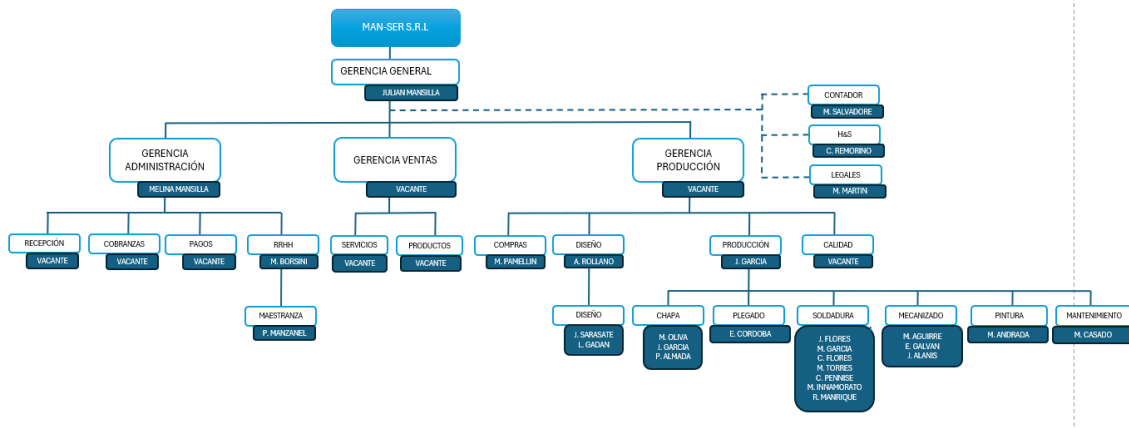 MAN-SER S.R.L
GERENCIA GENERAL
JULIAN MANSILLA
CONTADOR
M. SALVADORE
H&S
C. REMORINO
LEGALES
M. MARTIN
GERENCIA
ADMINISTRACIÓN
MELINA MANSILLA
GERENCIA VENTAS
VACANTE
GERENCIA
PRODUCCIÓN
VACANTE
RECEPCIÓN
VACANTE
COBRANZAS
VACANTE
PAGOS
VACANTE
RRHH
M. BORSINI
SERVICIOS
VACANTE
PRODUCTOS
VACANTE
COMPRAS
M. PAMELLIN
DISEÑO
A. ROLLANO
PRODUCCIÓN
J. GARCIA
CALIDAD
VACANTE
MAESTRANZA
P. MANZANEL
DISEÑO
J. SARASATE
L. GADAN
CHAPA
M. OLIVA
J. GARCIA
P. ALMADA
PLEGADO
E. CORDOBA
SOLDADURA
J. FLORES
M. GARCIA
C. FLORES
M. TORRES
C. PENNISE
M. INNAMORATO
R. MANRIQUE
MECANIZADO
M. AGUIRRE
E. GALVAN
J. ALANIS
PINTURA
M. ANDRADA
MANTENIMIENTO
M. CASADO